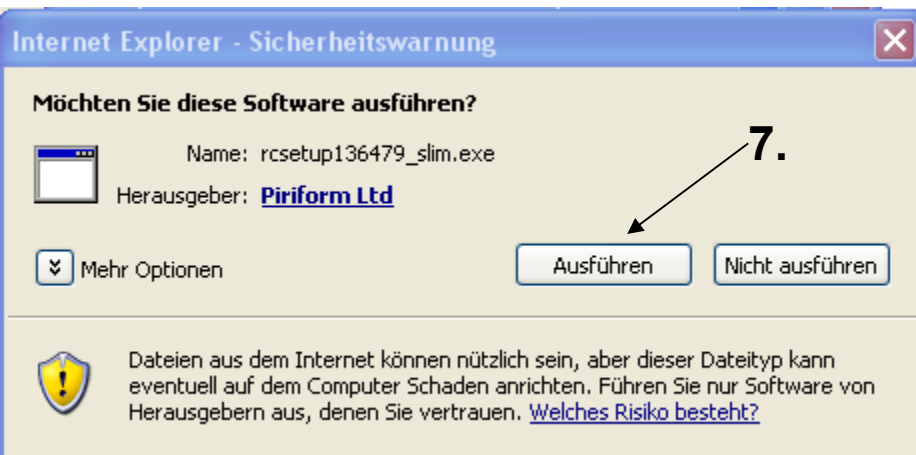 Internet Explorer - Sicherheitswarnung
Möchten Sie diese Software ausführen?
7.
Name: rcsetup136479_slim.exe
Herausgeber: Piriform Ltd
Mehr Optionen
Ausführen
Nicht ausführen
Dateien aus dem Internet können nützlich sein, aber dieser Dateityp kann
eventuell auf dem Computer Schaden anrichten. Führen Sie nur Software von
Herausgebern aus, denen Sie vertrauen. Welches Risiko besteht?